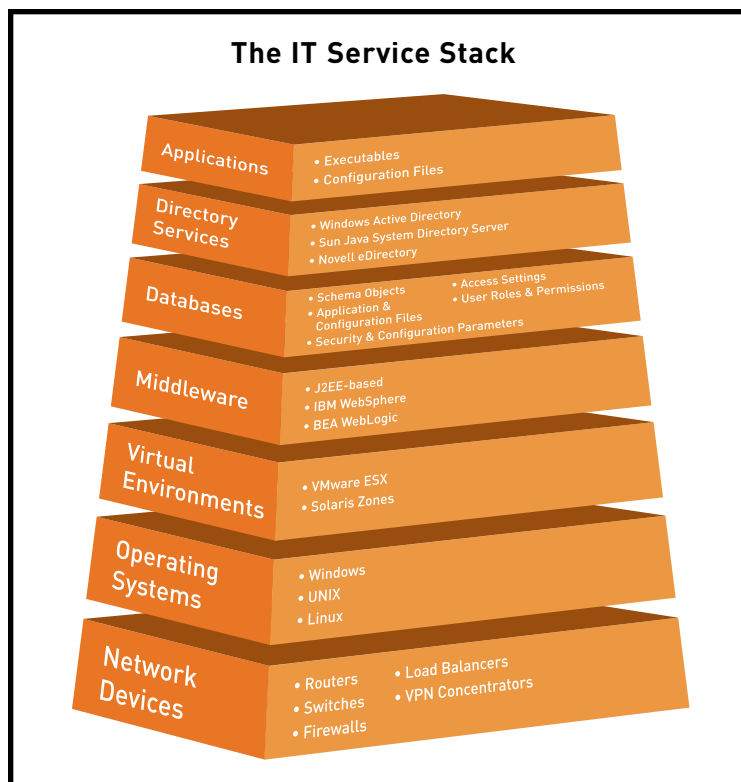 The IT Service Stack
Applications
• Executables
• Configuration Files
Directory
Services
• Windows Active Directory
• Sun Java System Directory Server
• Novell eDirectory
Databases
• Schema Objects
• Application &
Configuration Files
• Security & Configuration Parameters
• Access Settings
• User Roles & Permissions
Middleware
• J2EE-based
• IBM WebSphere
• BEA WebLogic
Virtual
Environments
• VMware ESX
• Solaris Zones
Operating
Systems
• Windows
• UNIX
• Linux
Network
Devices
• Routers
• Switches
• Firewalls
• Load Balancers
• VPN Concentrators